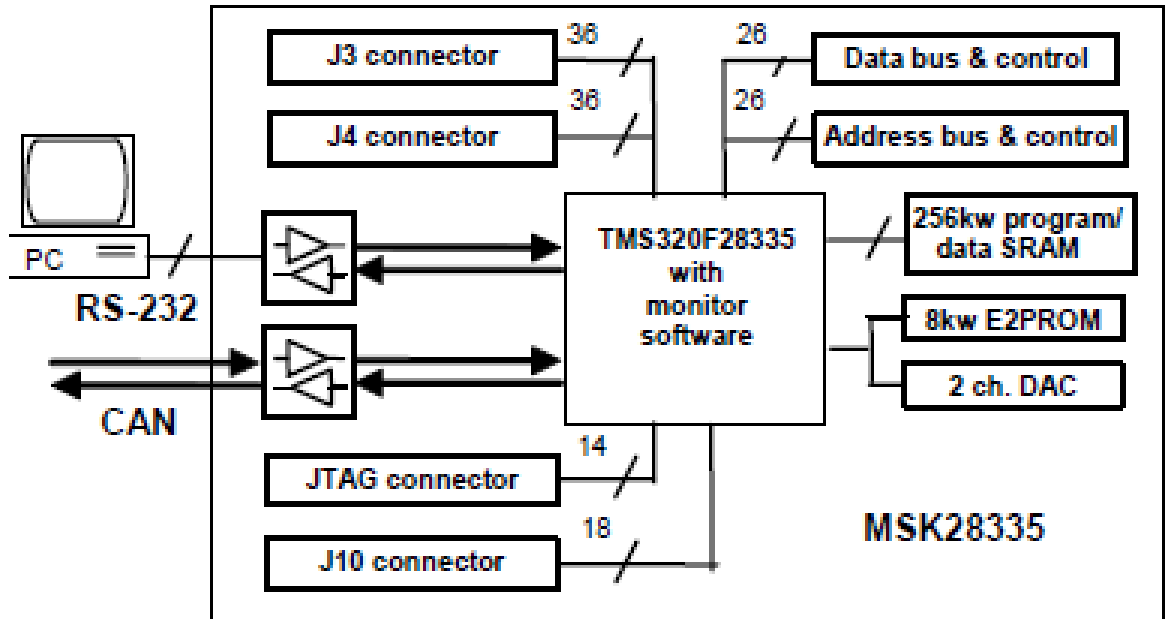 J3 connector
36
26
Data bus & control
J4 connector
36
26
Address bus & control
PC
RS-232
CAN
TMS320F28335
with
monitor
software
256kw program/
data SRAM
8kw E2PROM
2 ch. DAC
JTAG connector
14
J10 connector
18
MSK28335